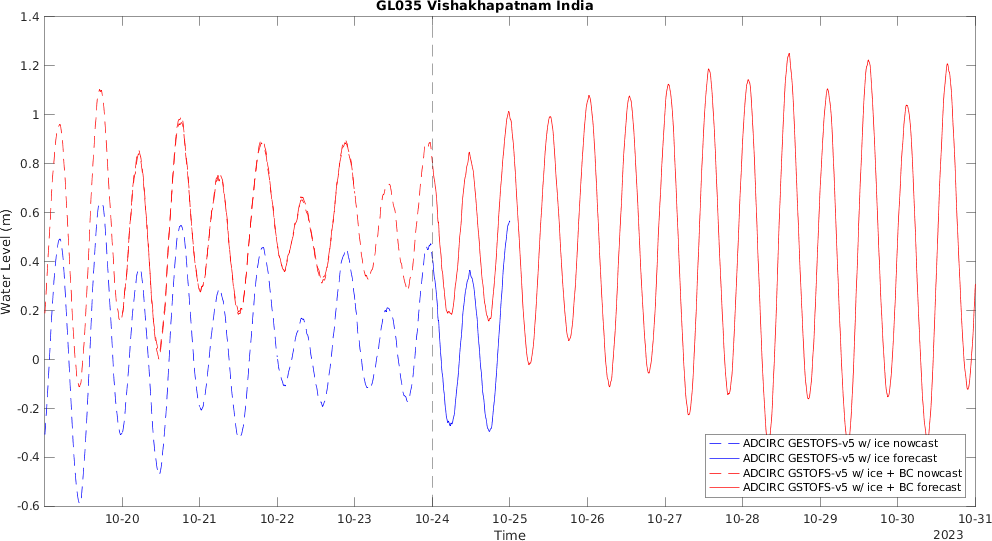 GL035 Vishakhapatnam India
1.4
1.2
1
0.8
0.6
0.4
0.2
0
-0.2
-0.4
-0.6
Water Level (m)
ADCIRC GESTOFS-v5 w/ ice nowcast
ADCIRC GESTOFS-v5 w/ ice forecast
ADCIRC GSTOFS-v5 w/ ice + BC nowcast
ADCIRC GSTOFS-v5 w/ ice + BC forecast
10-20 10-21 10-22 10-23 10-24 10-25 10-26 10-27 10-28 10-29 10-30 10-31
Time
2023